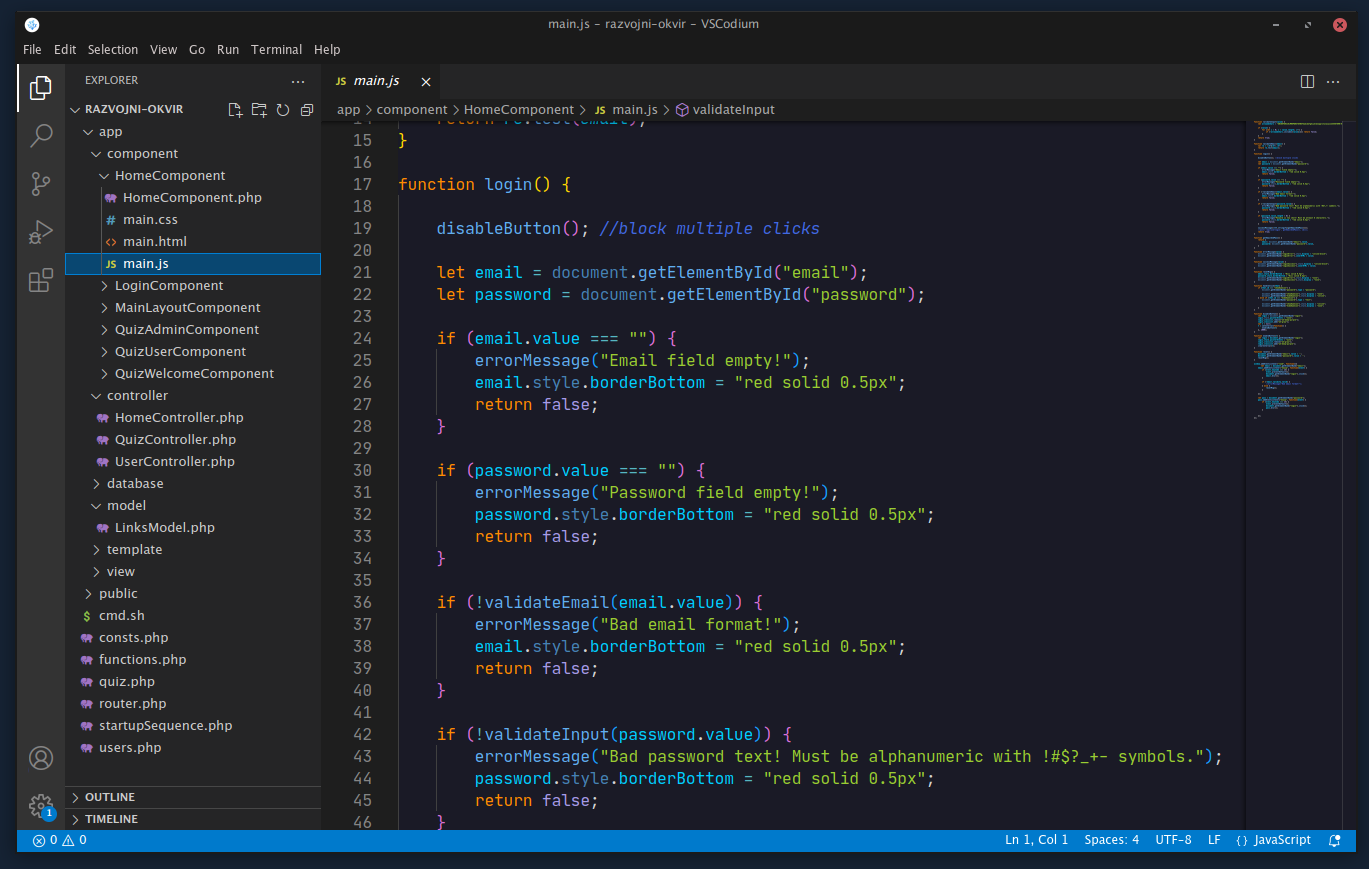 main.js – razvojni-okvir – VSCodium
File Edit Selection View Go Run Terminal Help
EXPLORER
RAZVOJNI-OKVIR
app
component
HomeComponent
HomeComponent.php
# main.css
<> main.html
JS main.js
LoginComponent
MainLayoutComponent
QuizAdminComponent
QuizUserComponent
QuizWelcomeComponent
controller
HomeController.php
QuizController.php
UserController.php
database
model
LinksModel.php
template
view
public
$ cmd.sh
consts.php
functions.php
quiz.php
router.php
startupSequence.php
users.php
OUTLINE
TIMELINE
1
JS main.js
app > component > HomeComponent > JS main.js > validateInput
14 return re.test(email);
15 }
16
17 function login() {
18
19 disableButton(); //block multiple clicks
20
21 let email = document.getElementById("email");
22 let password = document.getElementById("password");
23
24 if (email.value === "") {
25 errorMessage("Email field empty!");
26 email.style.borderBottom = "red solid 0.5px";
27 return false;
28 }
29
30 if (password.value === "") {
31 errorMessage("Password field empty!");
32 password.style.borderBottom = "red solid 0.5px";
33 return false;
34 }
35
36 if (!validateEmail(email.value)) {
37 errorMessage("Bad email format!");
38 email.style.borderBottom = "red solid 0.5px";
39 return false;
40 }
41
42 if (!validateInput(password.value)) {
43 errorMessage("Bad password text! Must be alphanumeric with !#$?_+- symbols.");
44 password.style.borderBottom = "red solid 0.5px";
45 return false;
46 }
0 0 Ln 1, Col 1 Spaces: 4 UTF-8 LF {} JavaScript